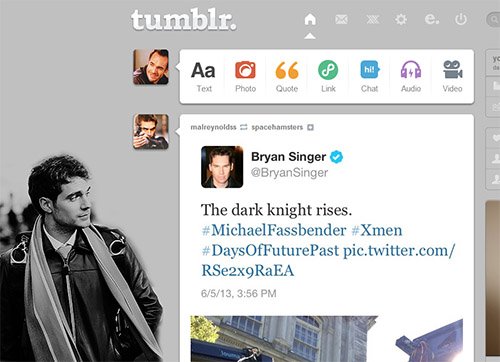 tumblr.
Aa
Text
Photo
Quote
Link
hi!
Chat
Audio
Video
malreynoldss spacehamsters
Bryan Singer
@BryanSinger
The dark knight rises.
#MichaelFassbender #Xmen
#DaysOfFuturePast pic.twitter.com/
RSe2x9RaEA
6/5/13, 3:56 PM